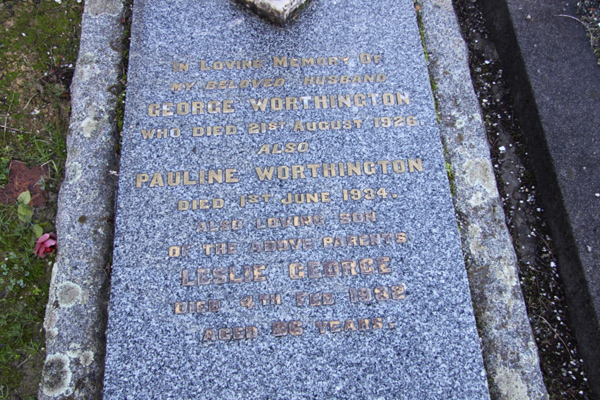 In Loving Memory Of
My Beloved Husband
George Worthington
Who Died 21st August 1926
Also
Pauline Worthington
Died 1st June 1934.
Also Loving Son
Of The Above Parents
Leslie George
Died 4th Feb 1982
Aged Years.